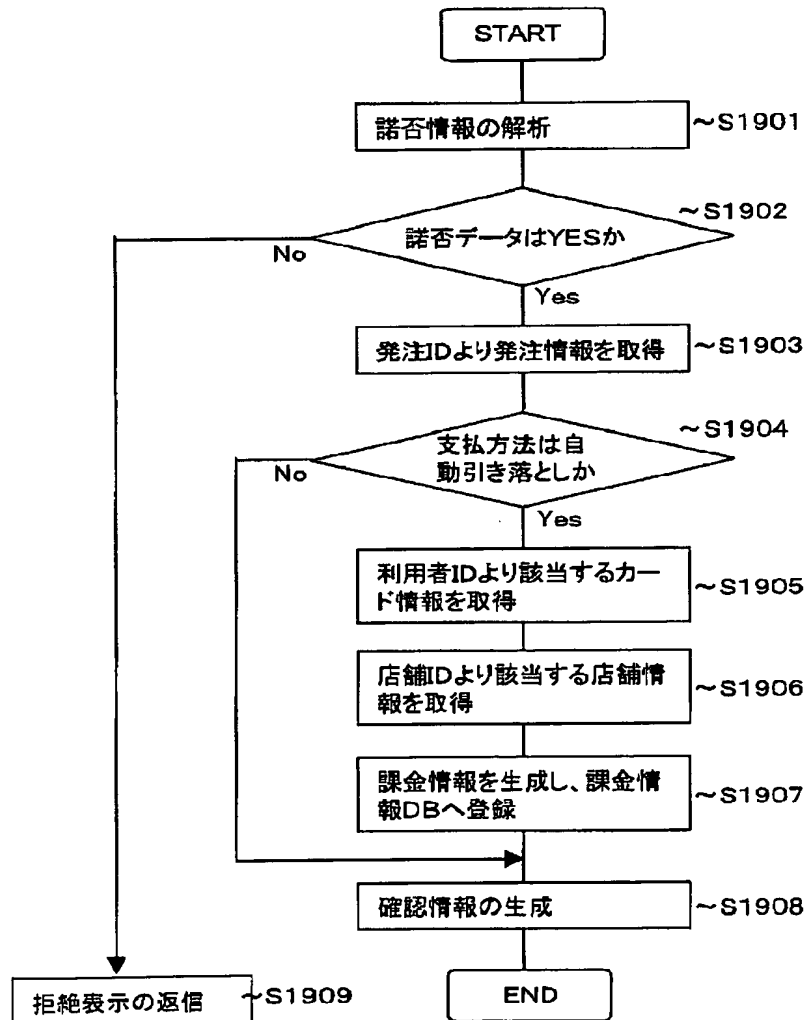 START
諾否情報の解析
～S1901
～S1902
諾否データはYESか
No
Yes
発注IDより発注情報を取得
～S1903
～S1904
支払方法は自
動引き落としか
No
Yes
利用者IDより該当するカー
ド情報を取得
～S1905
店舗IDより該当する店舗情
報を取得
～S1906
課金情報を生成し、課金情
報DBへ登録
～S1907
確認情報の生成
～S1908
拒絶表示の返信
～S1909
END